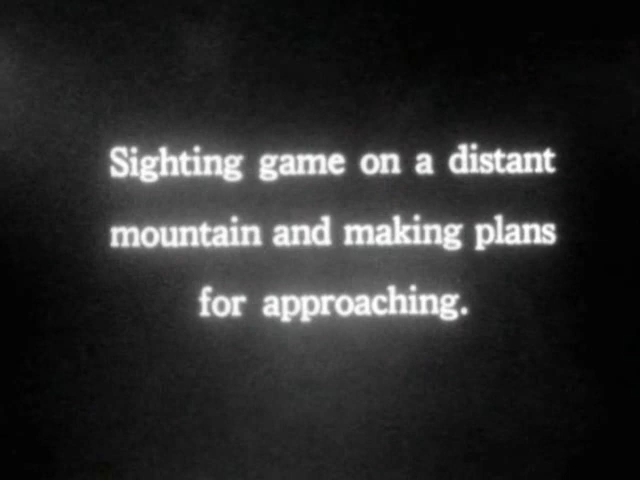 Sighting game on a distant
mountain and making plans
for approaching.